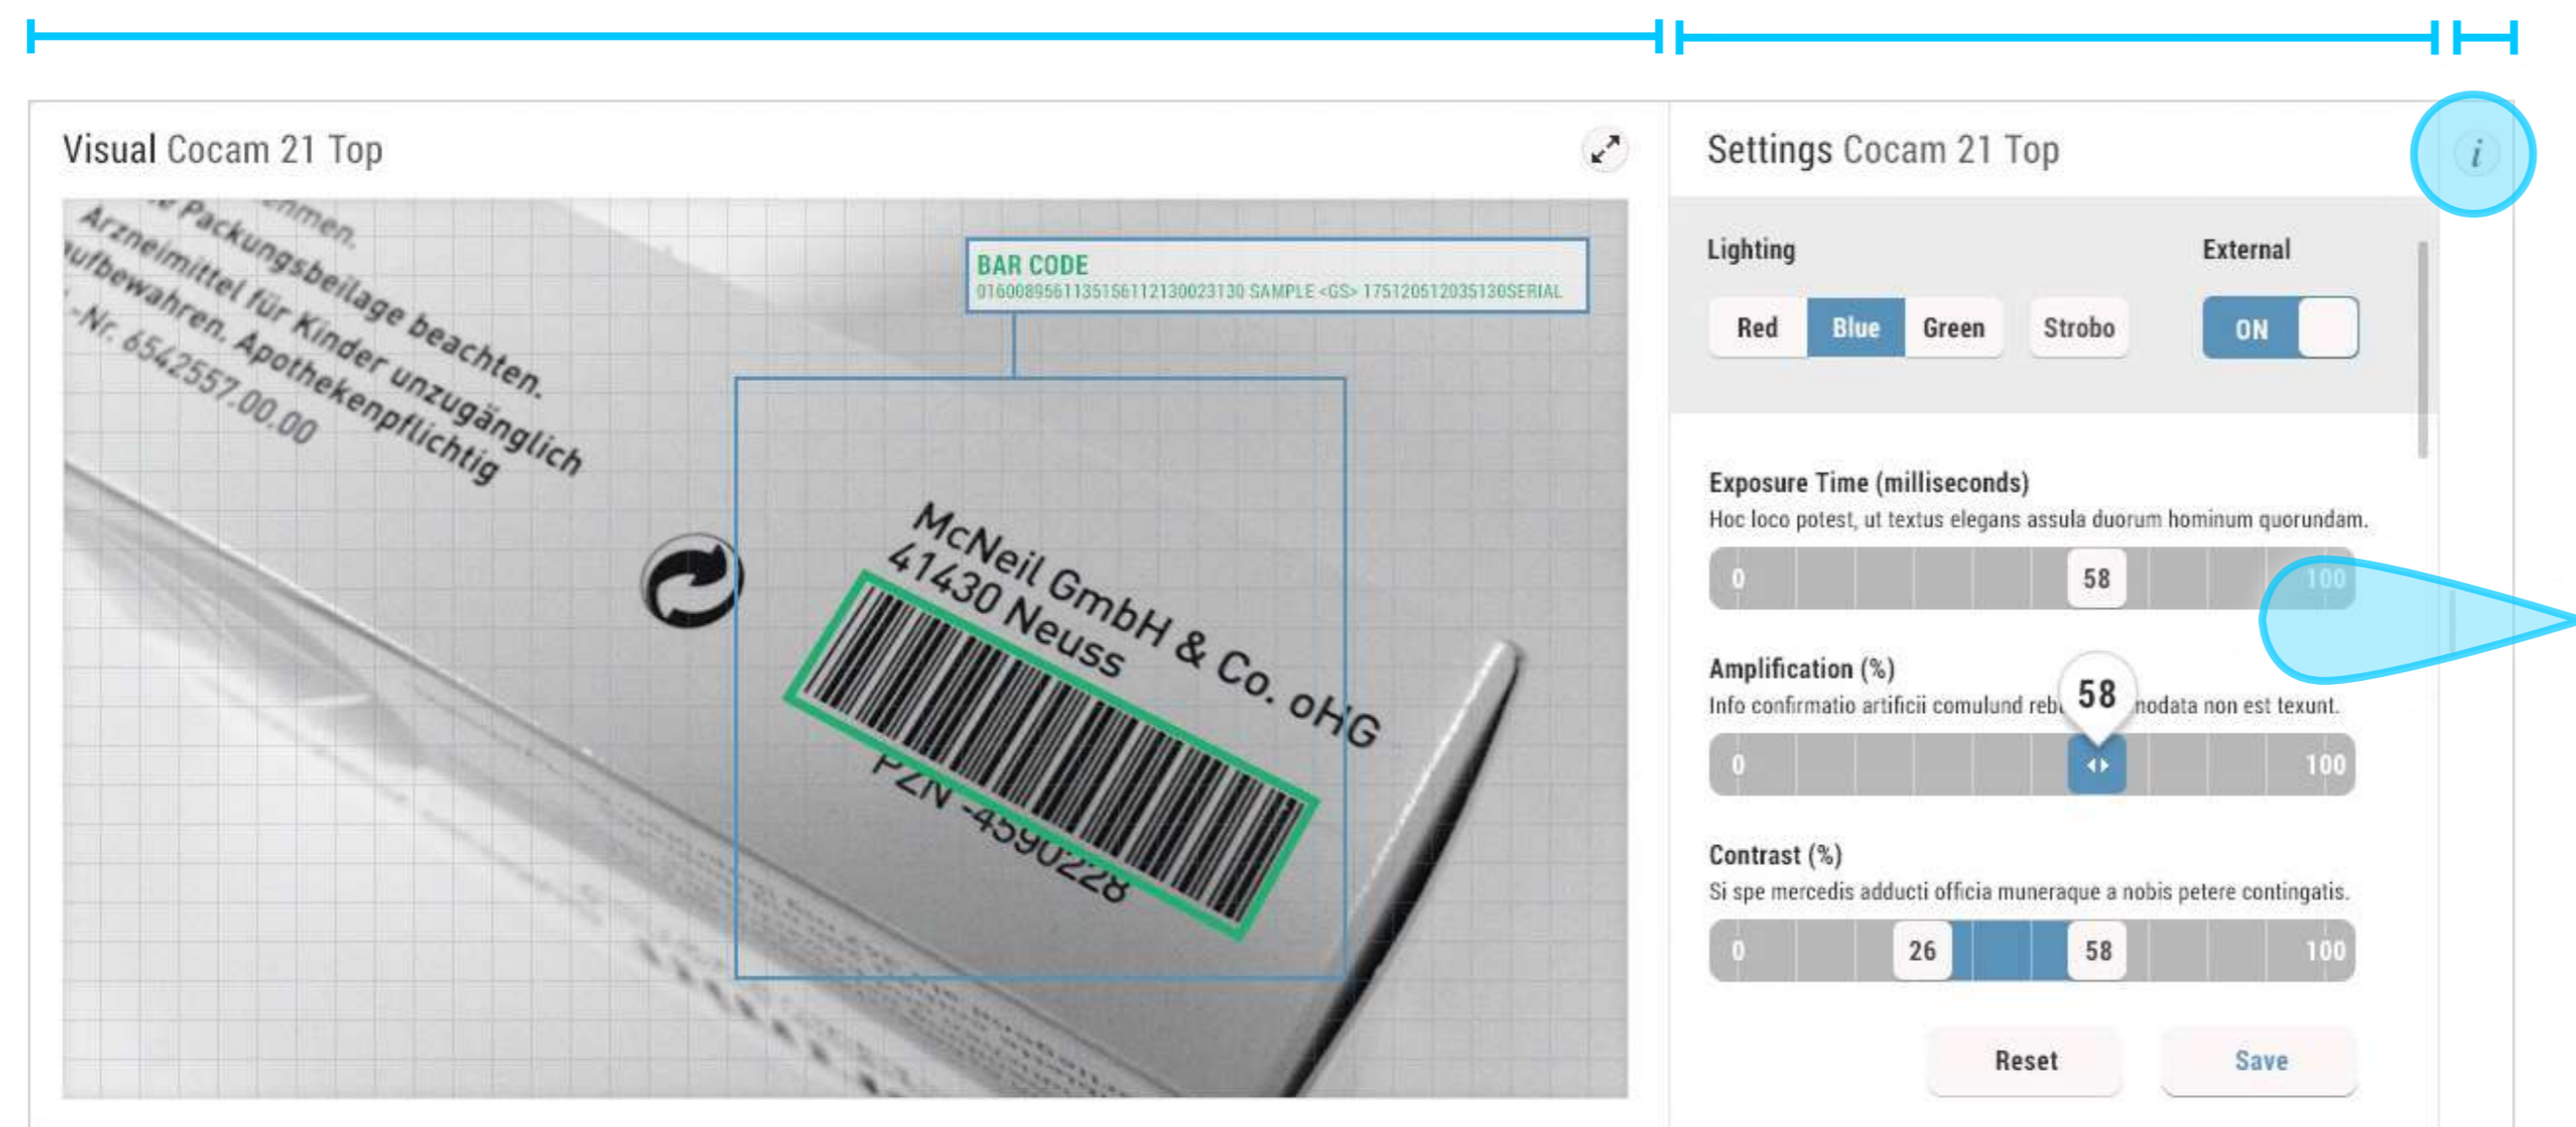 Visual Cocam 21 Top
ehmen.
Packungsbeilage beachten.
Arzneimittel für Kinder unzugänglich
ufbewahren. Apothekenpflichtig
.-Nr. 6542557.00.00
BAR CODE
0160089561135156112130023130 SAMPLE <GS> 175120512035130SERIAL
McNeil GmbH & Co. oHG
41430 Neuss
PZN -4590228
Settings Cocam 21 Top
i
Lighting
External
Red Blue Green Strobo
ON
Exposure Time (milliseconds)
Hoc loco potest, ut textus elegans assula duorum hominum quorundam.
0 58 100
Amplification (%)
Info confirmatio artificii comulund reb nodata non est texunt.
58
0 100
Contrast (%)
Si spe mercedis adducti officia muneraque a nobis petere contingatis.
0 26 58 100
Reset Save